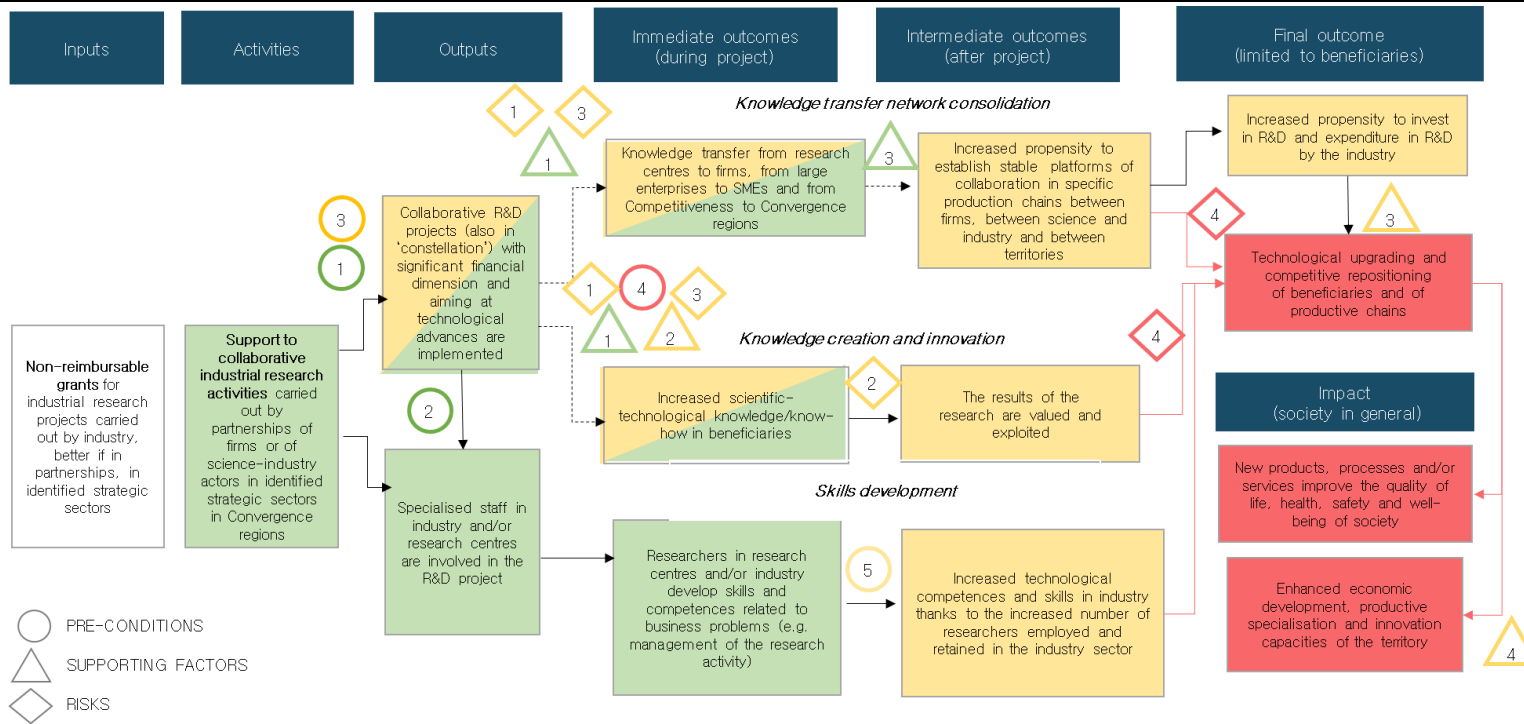 Inputs
Activities
Outputs
Immediate outcomes
(during project)
Intermediate outcomes
(after project)
Final outcome
(limited to beneficiaries)
Knowledge transfer network consolidation
1
3
1
3
Knowledge transfer from research
centres to firms, from large
enterprises to SMEs and from
Competitiveness to Convergence
regions
Increased propensity to
establish stable platforms of
collaboration in specific
production chains between
firms, between science and
industry and between
territories
Increased propensity to invest
in R&D and expenditure in R&D
by the industry
4
3
Technological upgrading and
competitive repositioning
of beneficiaries and of
productive chains
3
1
Collaborative R&D
projects (also in
‘constellation’) with
significant financial
dimension and
aiming at
technological
advances are
implemented
1
4
3
1
2
Knowledge creation and innovation
4
Non-reimbursable
grants for
industrial research
projects carried
out by industry,
better if in
partnerships, in
identified strategic
sectors
Support to
collaborative
industrial research
activities carried
out by
partnerships of
firms or of
science-industry
actors in identified
strategic sectors
in Convergence
regions
2
Increased scientific-
technological knowledge/know-
how in beneficiaries
2
The results of the
research are valued and
exploited
Impact
(society in general)
New products, processes and/or
services improve the quality of
life, health, safety and well-
being of society
Skills development
Specialised staff in
industry and/or
research centres
are involved in the
R&D project
Researchers in research
centres and/or industry
develop skills and
competences related to
business problems (e.g.
management of the research
activity)
5
Increased technological
competences and skills in industry
thanks to the increased number of
researchers employed and
retained in the industry sector
Enhanced economic
development, productive
specialisation and innovation
capacities of the territory
4
PRE-CONDITIONS
SUPPORTING FACTORS
RISKS